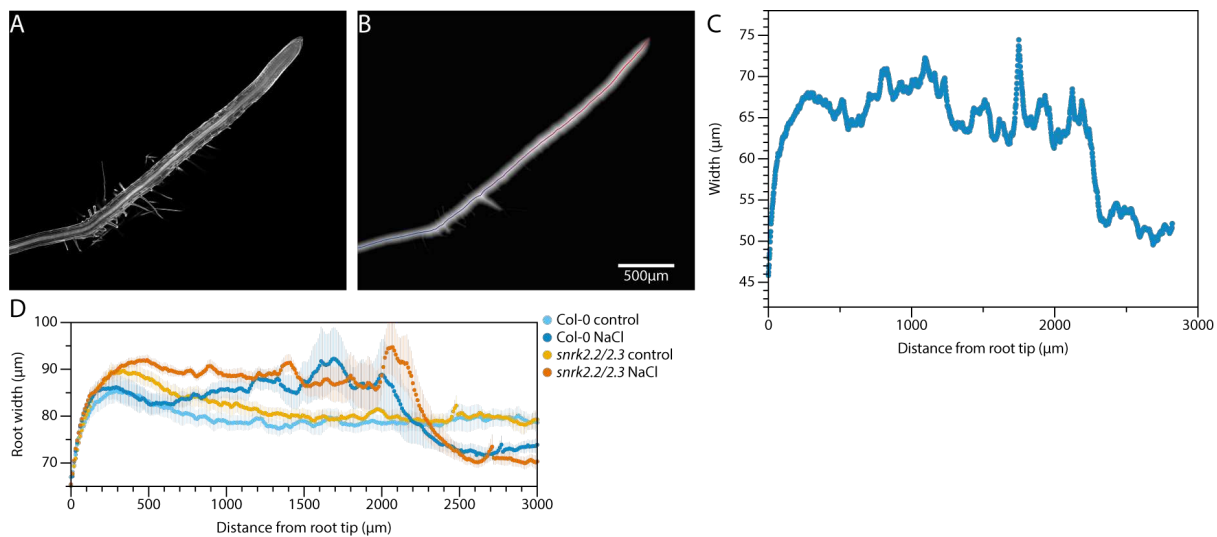 A
B
500μm
C
75
70
65
60
55
50
45
Width (μm)
0
1000
2000
3000
Distance from root tip (μm)
D
100
90
80
70
Root width (μm)
0
500
1000
1500
2000
2500
3000
Distance from root tip (μm)
Col-0 control
Col-0 NaCl
snrk2.2/2.3 control
snrk2.2/2.3 NaCl